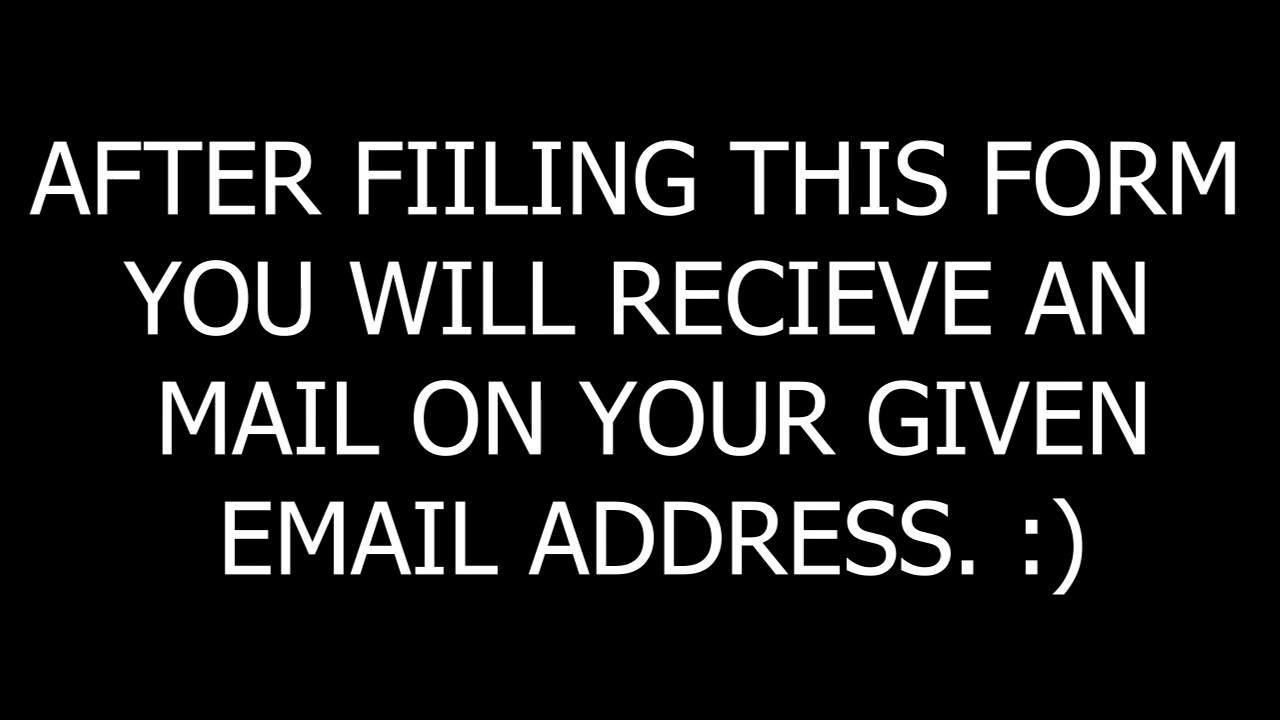 AFTER FIILING THIS FORM
YOU WILL RECIEVE AN
MAIL ON YOUR GIVEN
EMAIL ADDRESS. :)